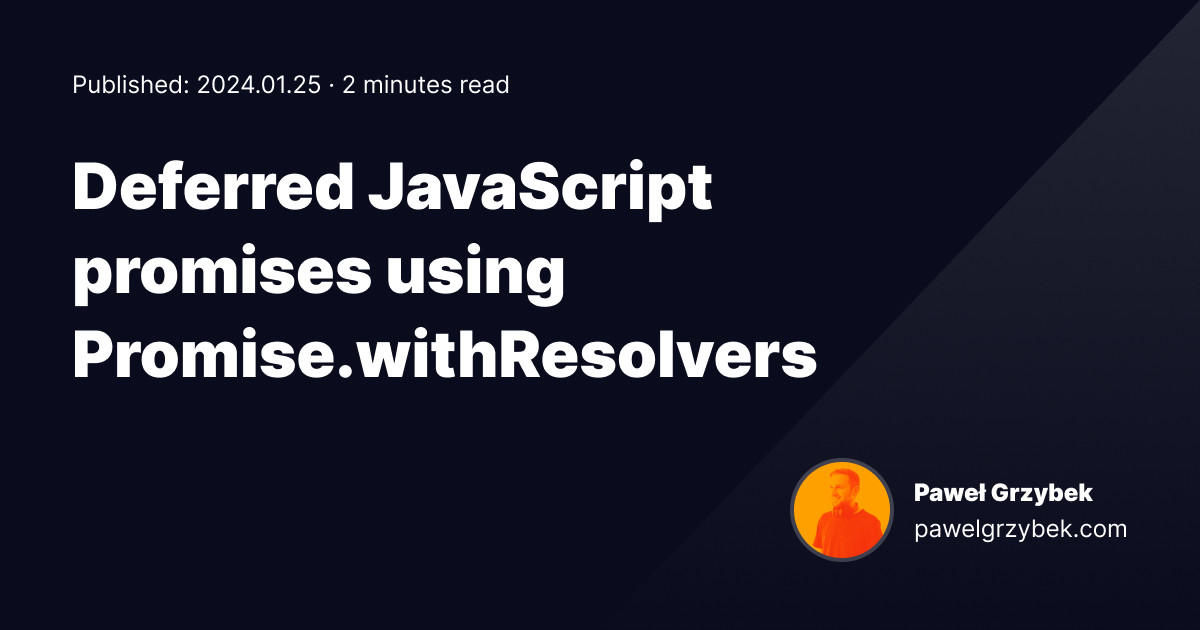 Published: 2024.01.25 · 2 minutes read
Deferred JavaScript
promises using
Promise.withResolvers
Paweł Grzybek
pawelgrzybek.com